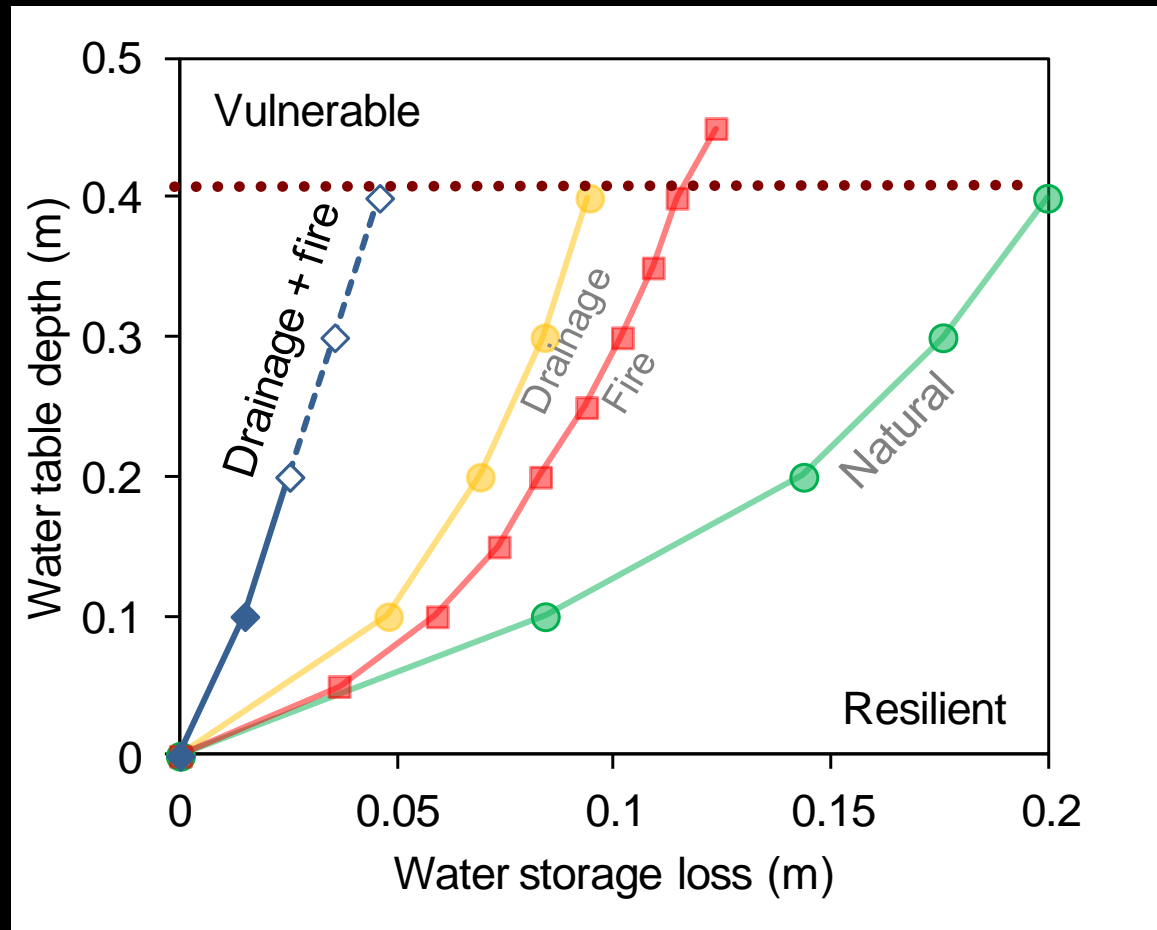 0.5
Vulnerable
0.4
0.3
0.2
0.1
0
Water table depth (m)
Drainage + fire
Drainage
Fire
Natural
Resilient
0
0.05
0.1
0.15
0.2
Water storage loss (m)